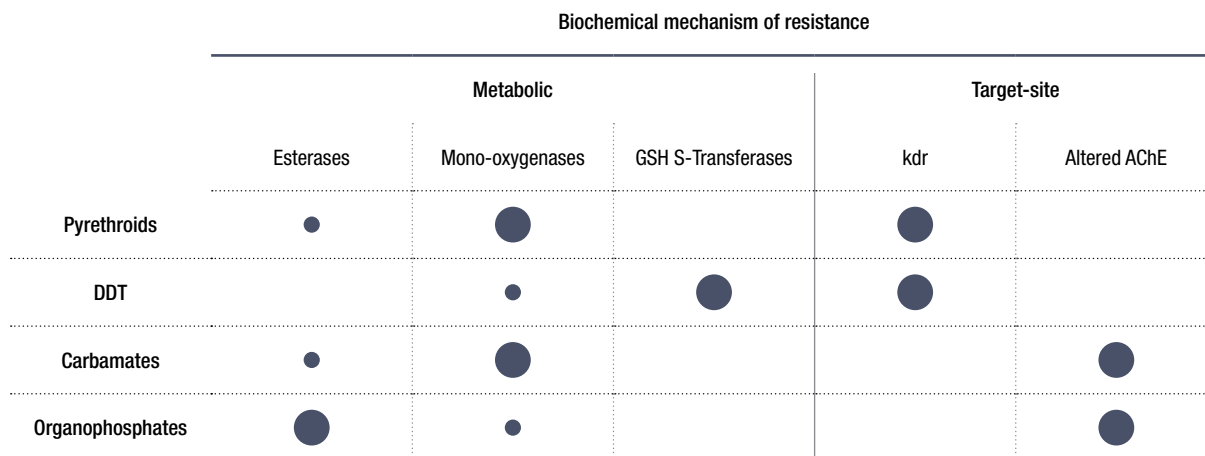 Biochemical mechanism of resistance
Metabolic Target-site
Esterases Mono-oxygenases GSH S-Transferases kdr Altered AChE
Pyrethroids
DDT
Carbamates
Organophosphates